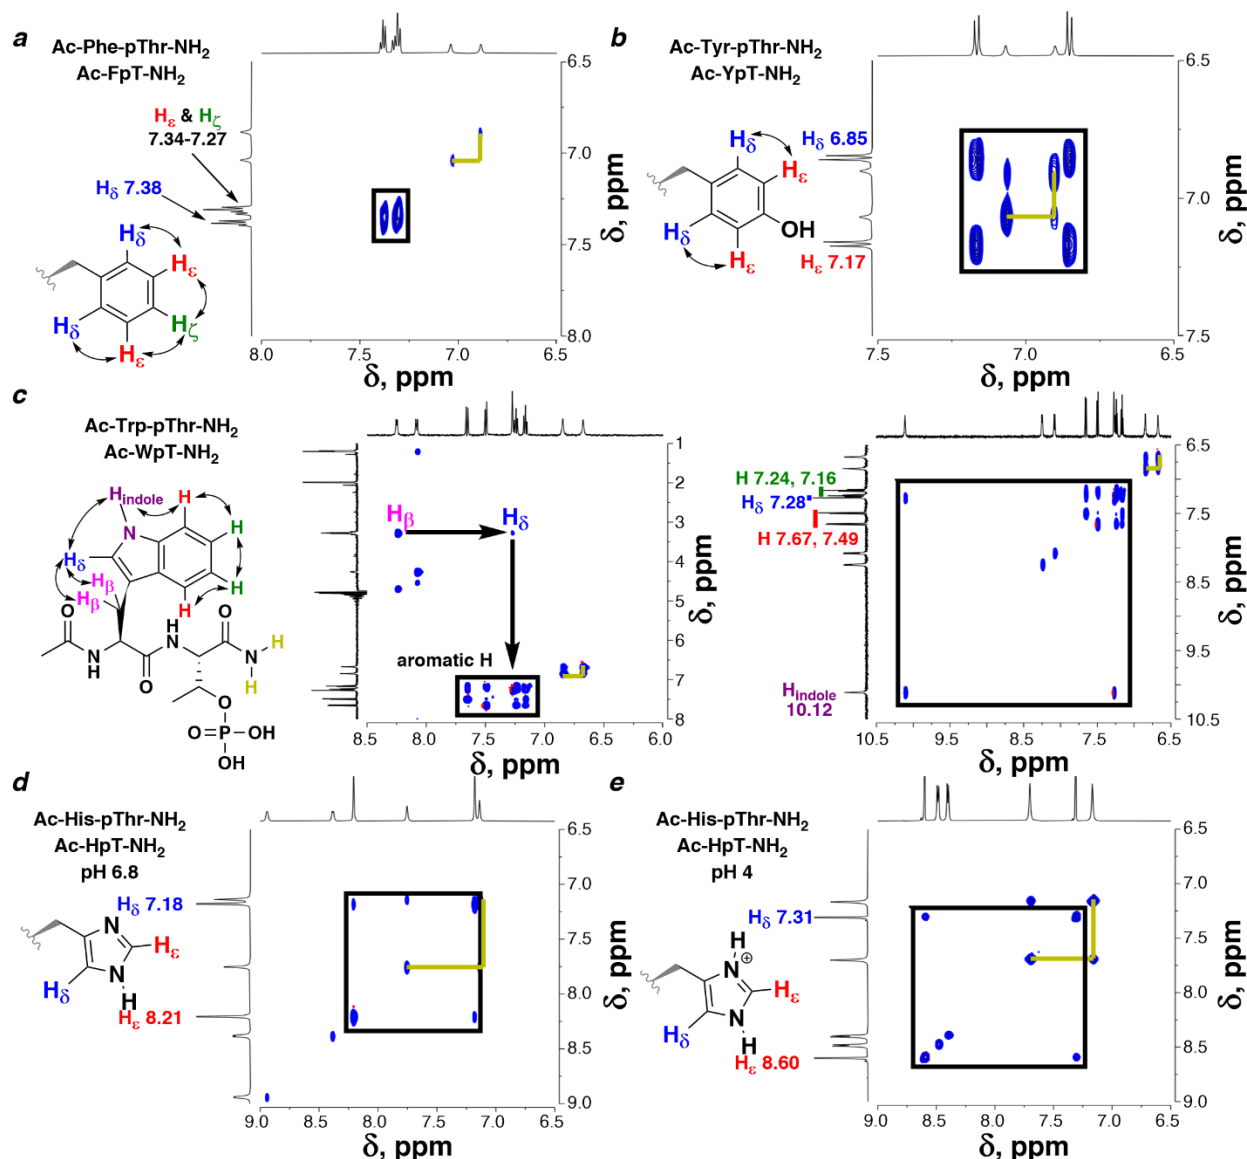 a
Ac-Phe-pThr-NH2
Ac-FpT-NH2
Hε & Hζ
7.34-7.27
Hδ 7.38
Hδ
Hε
Hδ
Hζ
Hε
6.5
7.0
7.5
8.0
δ, ppm
8.0 7.0 6.5
δ, ppm
b
Ac-Tyr-pThr-NH2
Ac-YpT-NH2
Hδ 6.85
Hδ
Hε
Hδ
OH
Hε
Hε 7.17
6.5
7.0
7.5
δ, ppm
7.5 7.0 6.5
δ, ppm
c
Ac-Trp-pThr-NH2
Ac-WpT-NH2
Hindole
H
N
H
Hδ
H
Hβ
Hβ
H
O
H
N
O
H
N
H
O
N
H
O
O=P-OH
OH
Hβ
Hδ
aromatic H
1
2
3
4
5
6
7
8
δ, ppm
8.5 7.5 7.0 6.5 6.0
δ, ppm
H 7.24, 7.16
Hδ 7.28
H 7.67, 7.49
Hindole
10.12
6.5
7.5
8.5
9.5
10.5
δ, ppm
10.5 9.5 8.5 7.5 6.5
δ, ppm
d
Ac-His-pThr-NH2
Ac-HpT-NH2
pH 6.8
Hδ 7.18
N
Hε
N
Hδ
H
Hε 8.21
6.5
7.0
7.5
8.0
8.5
9.0
δ, ppm
9.0 8.5 8.0 7.5 7.0 6.5
δ, ppm
e
Ac-His-pThr-NH2
Ac-HpT-NH2
pH 4
Hδ 7.31
H
⊕
N
Hε
N
Hδ
H
Hε 8.60
6.5
7.0
7.5
8.0
8.5
9.0
δ, ppm
9.0 8.5 8.0 7.5 7.0 6.5
δ, ppm